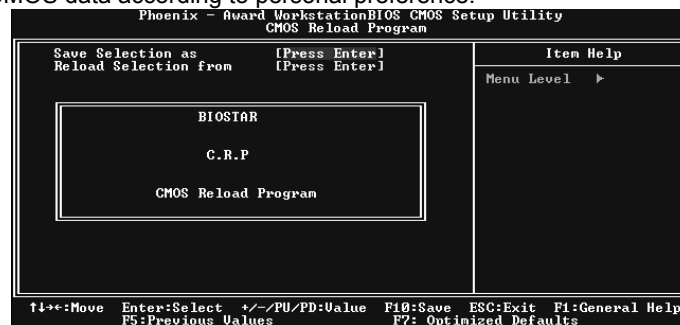 CMOS data according to personal preference.
Phoenix - Award WorkstationBIOS CMOS Setup Utility
CMOS Reload Program
Save Selection as [Press Enter]
Reload Selection from [Press Enter]
Item Help
Menu Level ►
BIOSTAR
C.R.P
CMOS Reload Program
↑↓→←:Move Enter:Select +/-/PU/PD:Value F10:Save ESC:Exit F1:General Help
F5:Previous Values F7: Optimized Defaults